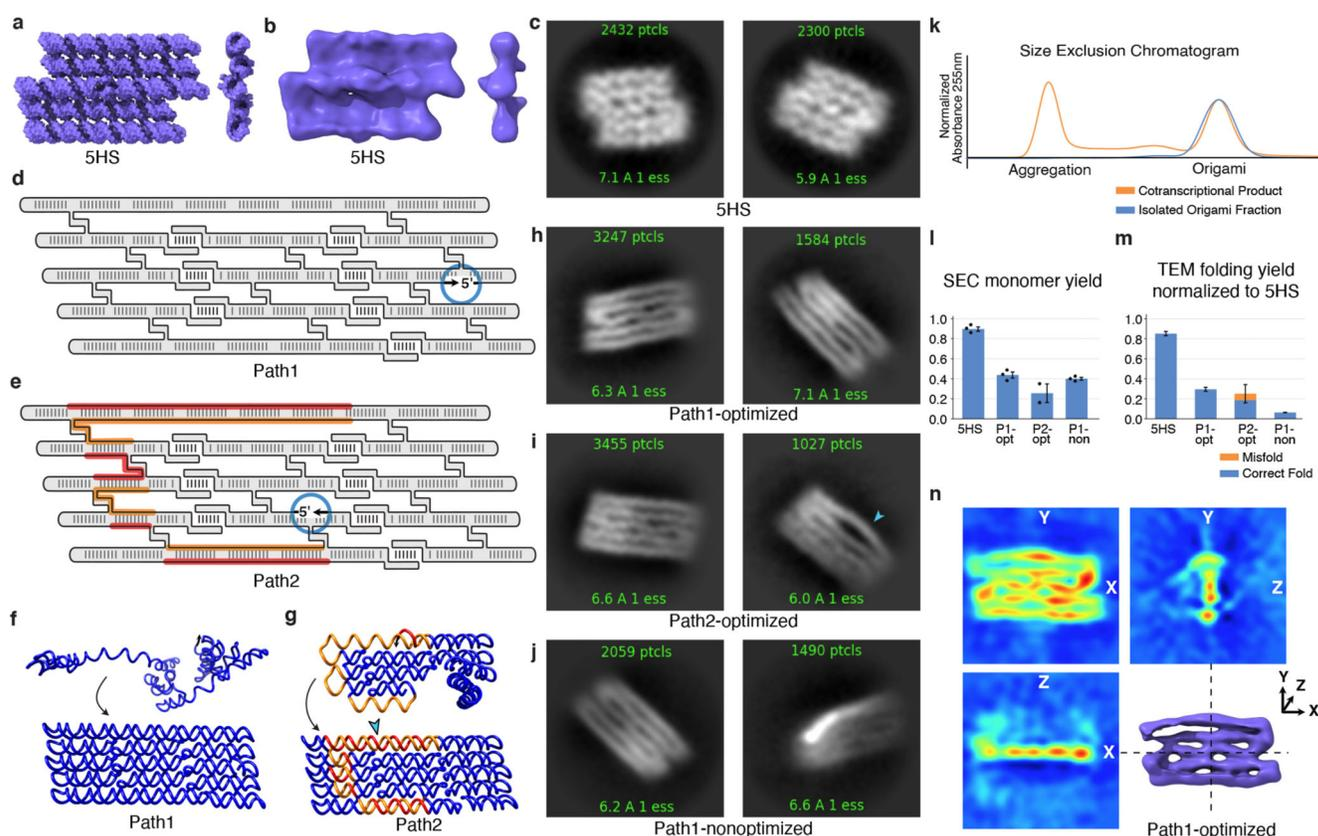 a
5HS
b
5HS
c
2432 ptcls
7.1 A 1 ess
2300 ptcls
5.9 A 1 ess
5HS
d
5'
Path1
e
5'
Path2
f
Path1
g
Path2
h
3247 ptcls
6.3 A 1 ess
1584 ptcls
7.1 A 1 ess
Path1-optimized
i
3455 ptcls
6.6 A 1 ess
1027 ptcls
6.0 A 1 ess
Path2-optimized
j
2059 ptcls
6.2 A 1 ess
1490 ptcls
6.6 A 1 ess
Path1-nonoptimized
k
Size Exclusion Chromatogram
Normalized
Absorbance 255nm
Aggregation
Origami
Cotranscriptional Product
Isolated Origami Fraction
l
SEC monomer yield
1.0
0.8
0.6
0.4
0.2
0.0
5HS
P1-
opt
P2-
opt
P1-
non
m
TEM folding yield
normalized to 5HS
1.0
0.8
0.6
0.4
0.2
0.0
5HS
P1-
opt
P2-
opt
P1-
non
Misfold
Correct Fold
n
Y
X
Y
Z
Z
X
Y
Z
X
Path1-optimized